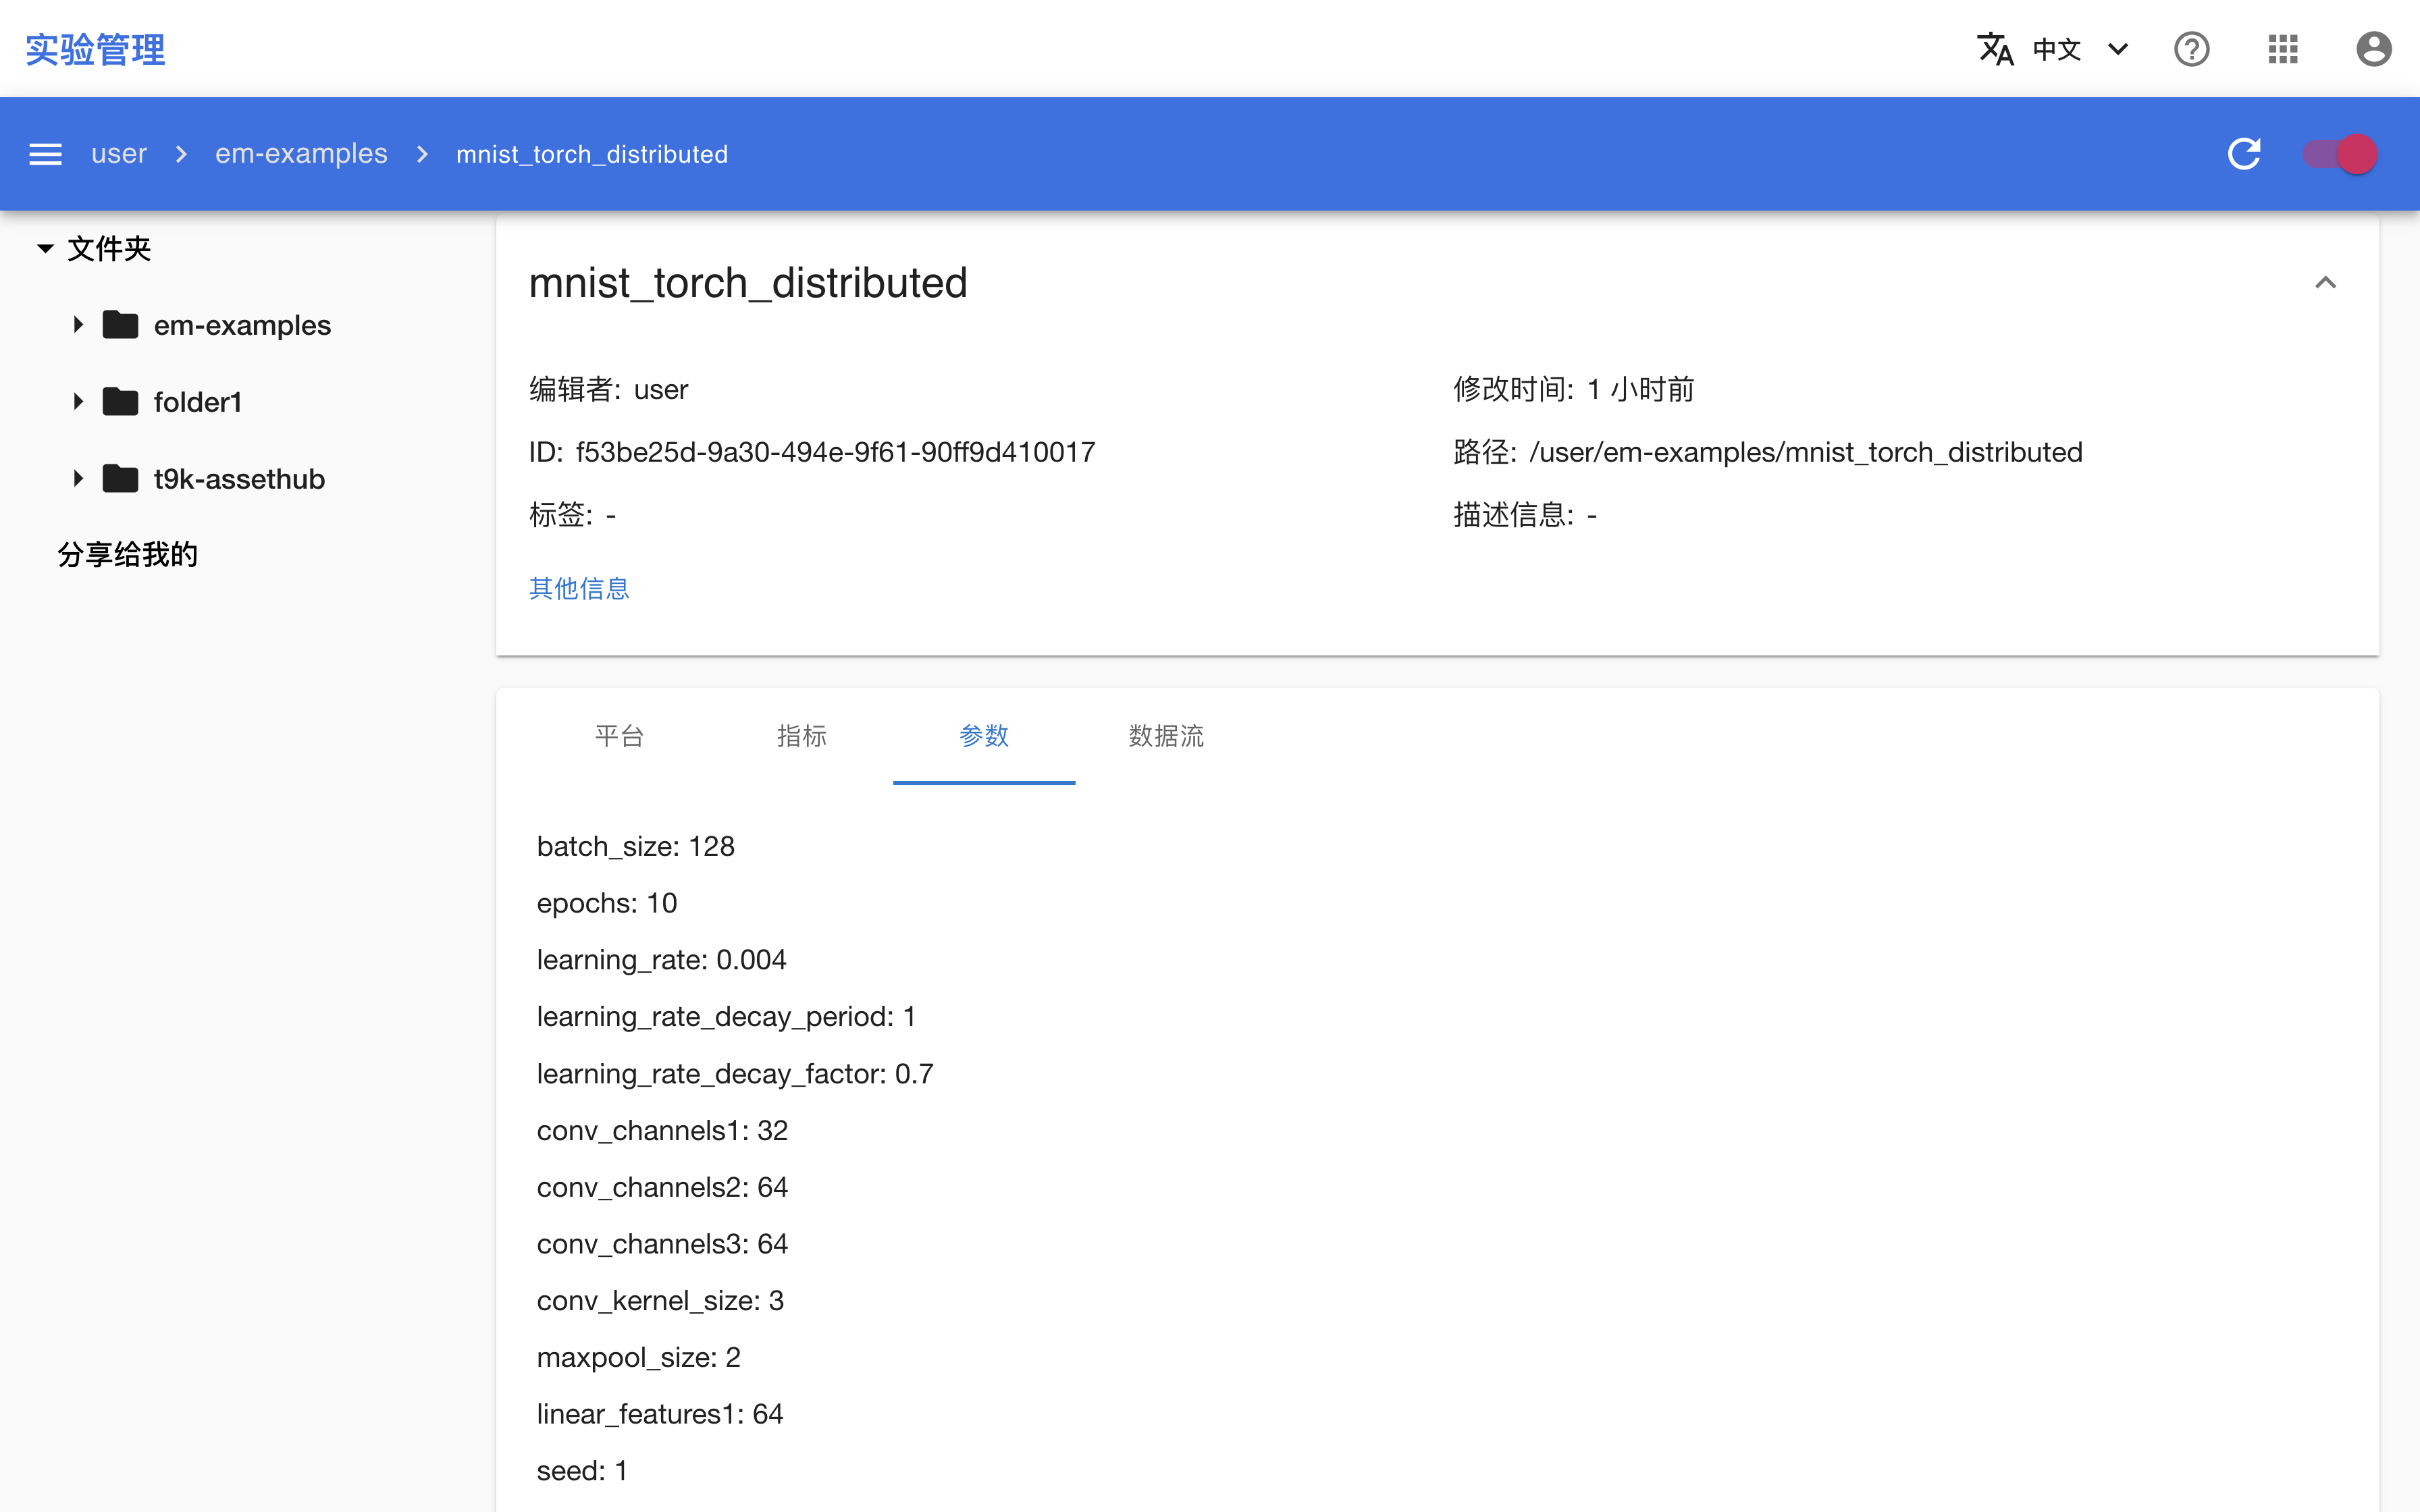 实验管理
中文
user > em-examples > mnist_torch_distributed
文件夹
em-examples
folder1
t9k-assethub
分享给我的
mnist_torch_distributed
编辑者: user
修改时间: 1 小时前
ID: f53be25d-9a30-494e-9f61-90ff9d410017
路径: /user/em-examples/mnist_torch_distributed
标签: -
描述信息: -
其他信息
平台 指标 参数 数据流
batch_size: 128
epochs: 10
learning_rate: 0.004
learning_rate_decay_period: 1
learning_rate_decay_factor: 0.7
conv_channels1: 32
conv_channels2: 64
conv_channels3: 64
conv_kernel_size: 3
maxpool_size: 2
linear_features1: 64
seed: 1